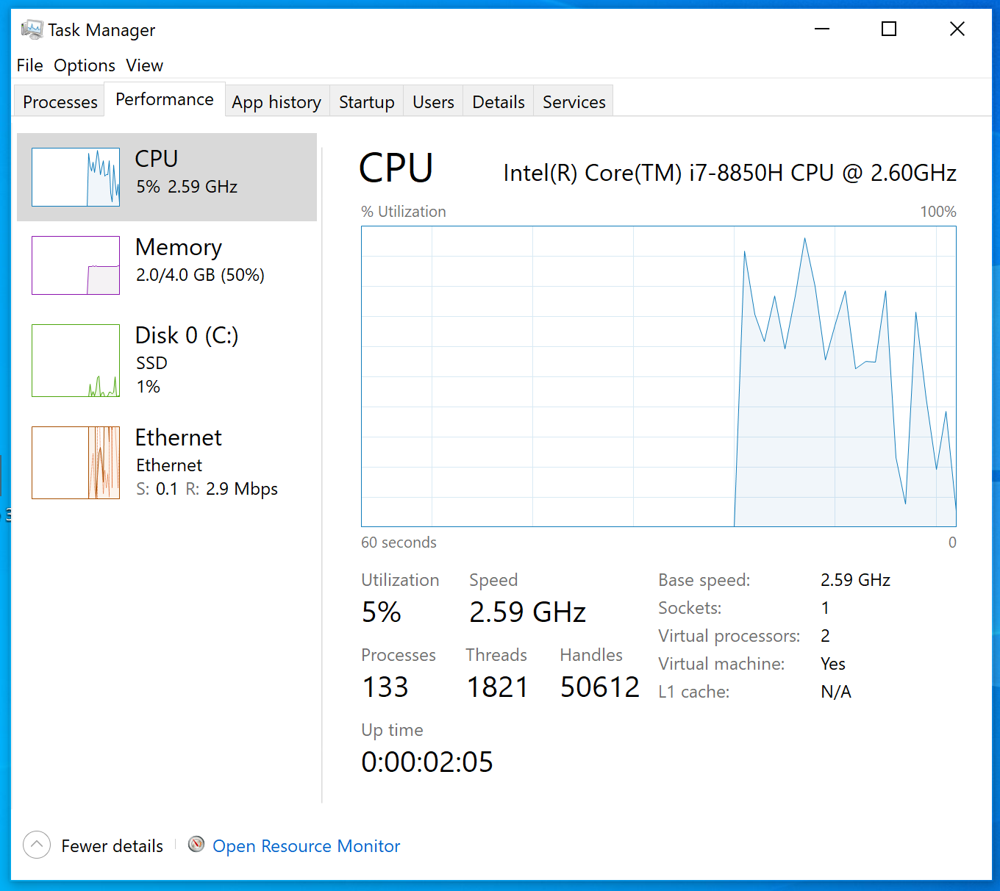 Task Manager
File Options View
Processes Performance App history Startup Users Details Services
CPU
5% 2.59 GHz
Memory
2.0/4.0 GB (50%)
Disk 0 (C:)
SSD
1%
Ethernet
Ethernet
S: 0.1 R: 2.9 Mbps
3
CPU Intel(R) Core(TM) i7-8850H CPU @ 2.60GHz
% Utilization 100%
60 seconds 0
Utilization Speed
5% 2.59 GHz
Processes Threads Handles
133 1821 50612
Up time
0:00:02:05
Base speed: 2.59 GHz
Sockets: 1
Virtual processors: 2
Virtual machine: Yes
L1 cache: N/A
Fewer details Open Resource Monitor